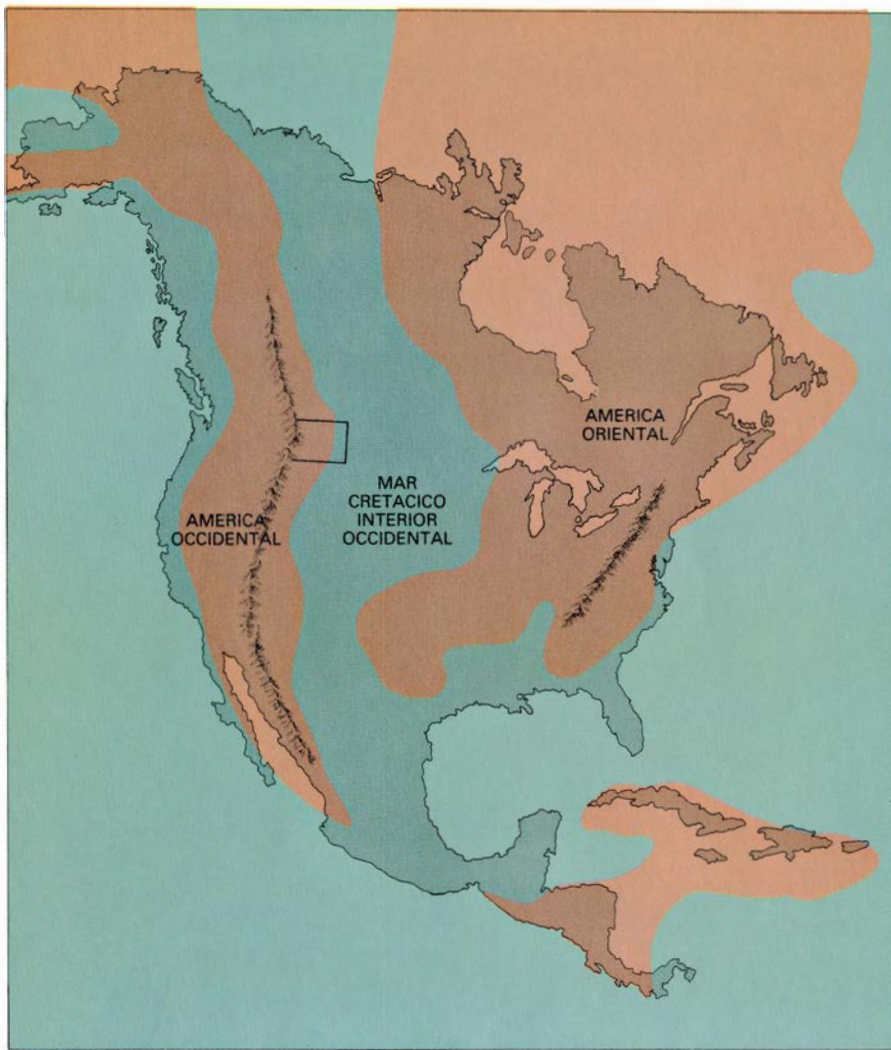 AMERICA
ORIENTAL
MAR
CRETACICO
INTERIOR
OCCIDENTAL
AMERICA
OCCIDENTAL